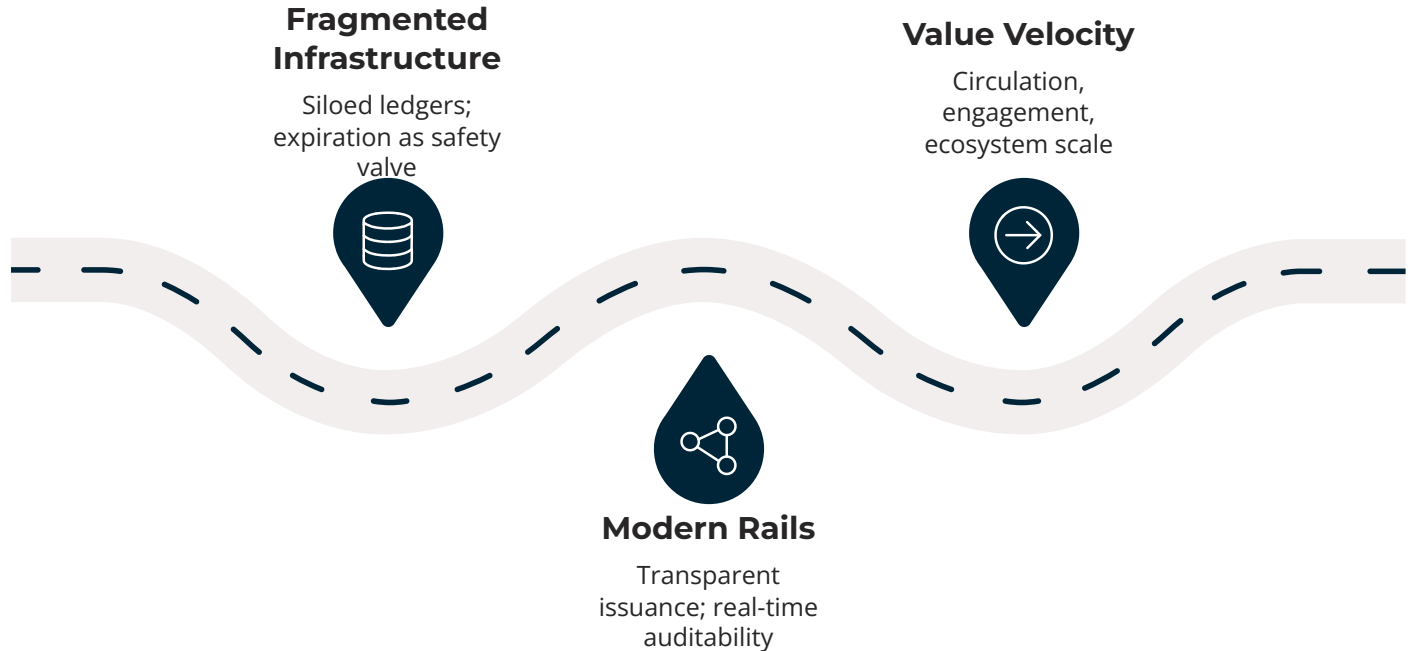 Fragmented
Infrastructure
Siloed ledgers;
expiration as safety
valve
Modern Rails
Transparent
issuance; real-time
auditability
Value Velocity
Circulation,
engagement,
ecosystem scale